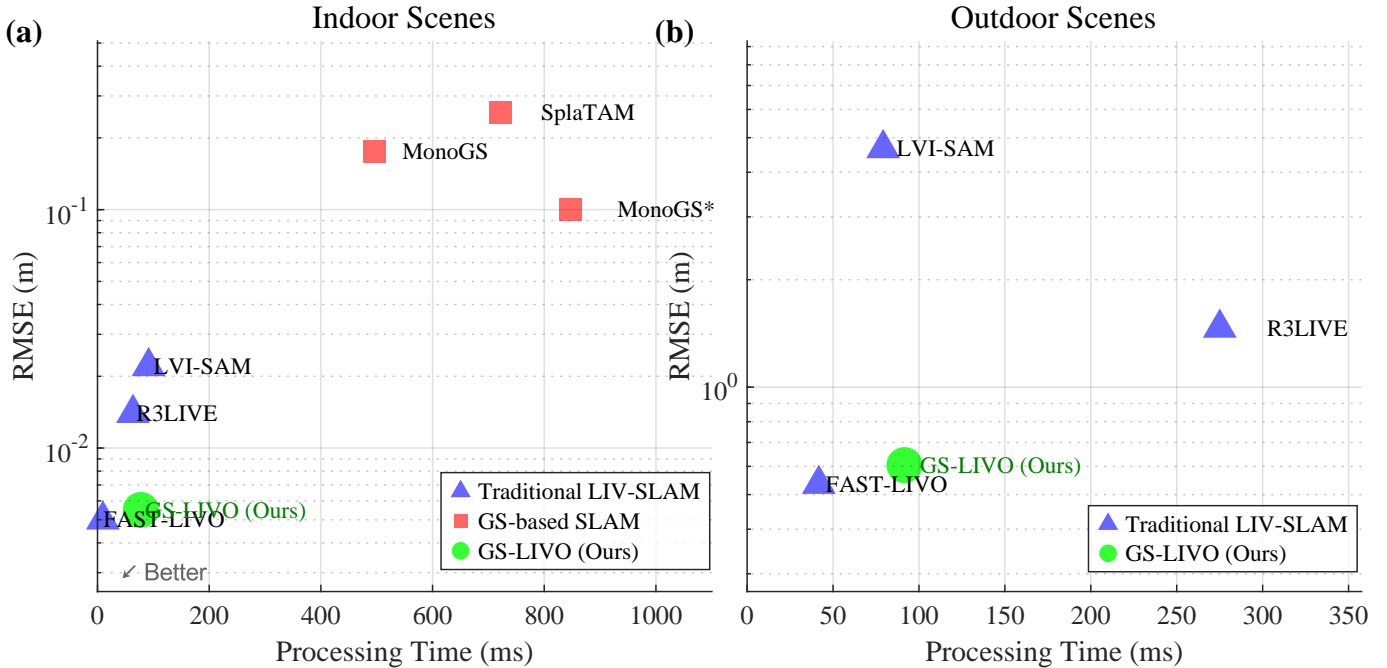 (a)
Indoor Scenes
RMSE (m)
10^-1
10^-2
SplaTAM
MonoGS
MonoGS*
LVI-SAM
R3LIVE
GS-LIVO (Ours)
FAST-LIVO
Better
Traditional LIV-SLAM
GS-based SLAM
GS-LIVO (Ours)
0 200 400 600 800 1000
Processing Time (ms)
(b)
Outdoor Scenes
RMSE (m)
10^0
LVI-SAM
R3LIVE
GS-LIVO (Ours)
FAST-LIVO
Traditional LIV-SLAM
GS-LIVO (Ours)
0 50 100 150 200 250 300 350
Processing Time (ms)